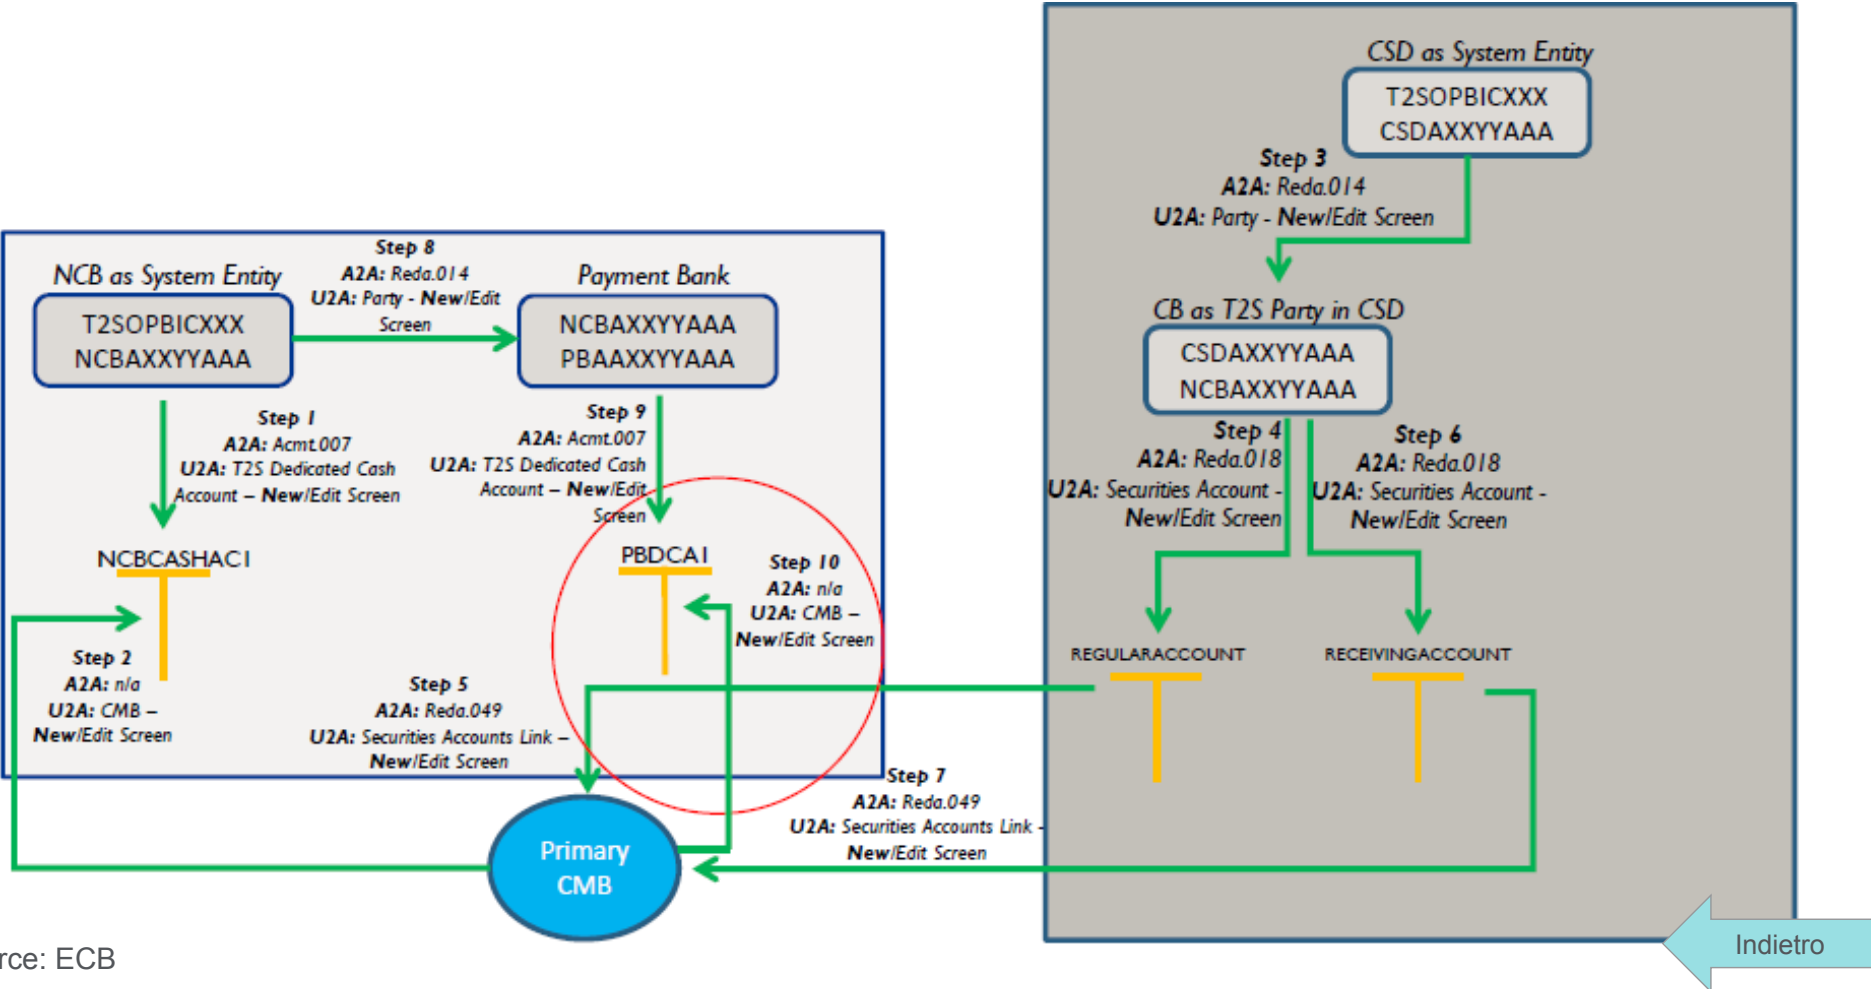 CSD as System Entity
T2SOPBICXXX
CSDAXXYYAAA
Step 3
A2A: Reda.014
U2A: Party - New/Edit Screen
CB as T2S Party in CSD
CSDAXXYYAAA
NCBAXXYYAAA
Step 4
A2A: Reda.018
U2A: Securities Account -
New/Edit Screen
Step 6
A2A: Reda.018
U2A: Securities Account -
New/Edit Screen
REGULARACCOUNT
RECEIVINGACCOUNT
NCB as System Entity
T2SOPBICXXX
NCBAXXYYAAA
Step 8
A2A: Reda.014
U2A: Party - New/Edit
Screen
Payment Bank
NCBAXXYYAAA
PBAAXXYYAAA
Step 1
A2A: Acmt.007
U2A: T2S Dedicated Cash
Account – New/Edit Screen
Step 9
A2A: Acmt.007
U2A: T2S Dedicated Cash
Account – New/Edit
Screen
NCBCASHAC1
PBDCA1
Step 10
A2A: n/a
U2A: CMB –
New/Edit Screen
Step 2
A2A: n/a
U2A: CMB –
New/Edit Screen
Step 5
A2A: Reda.049
U2A: Securities Accounts Link –
New/Edit Screen
Step 7
A2A: Reda.049
U2A: Securities Accounts Link -
New/Edit Screen
Primary
CMB
rce: ECB
Indietro